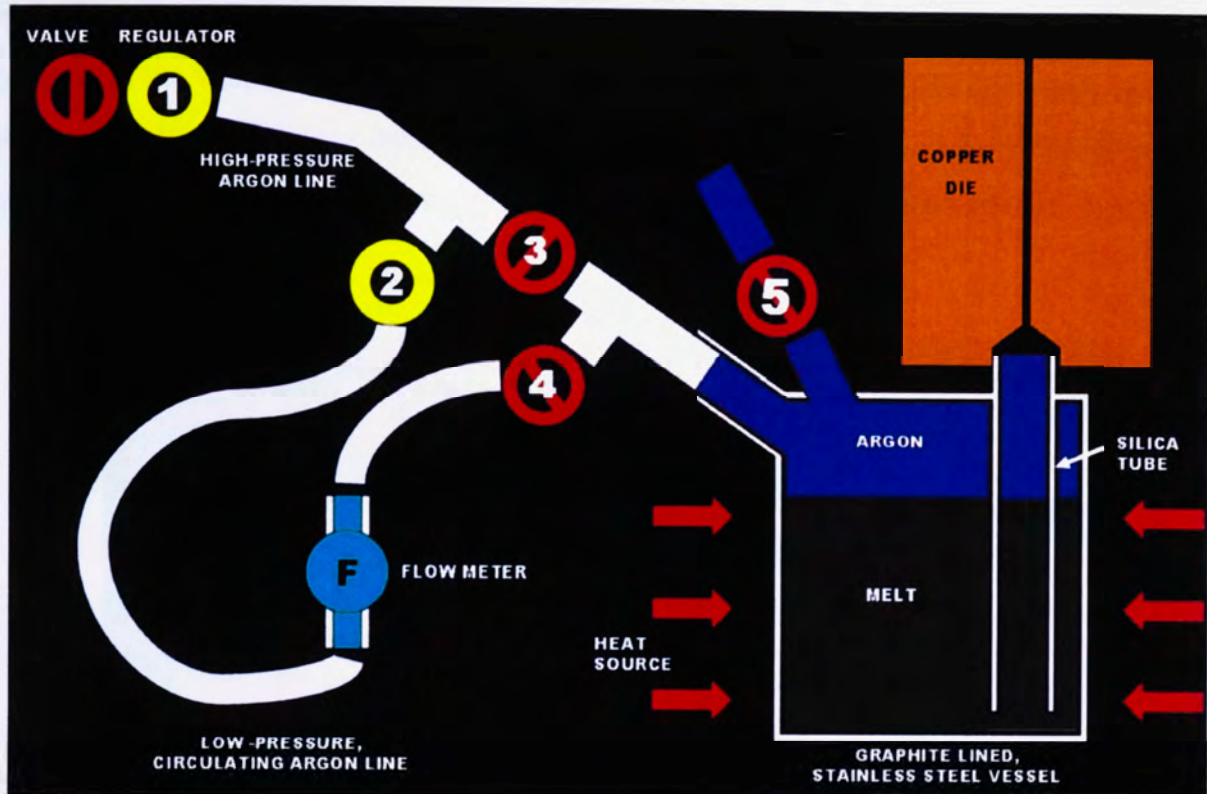 VALVE REGULATOR
1
HIGH-PRESSURE
ARGON LINE
COPPER
DIE
3
2
5
4
ARGON
SILICA
TUBE
F
FLOW METER
MELT
HEAT
SOURCE
LOW-PRESSURE,
CIRCULATING ARGON LINE
GRAPHITE LINED,
STAINLESS STEEL VESSEL